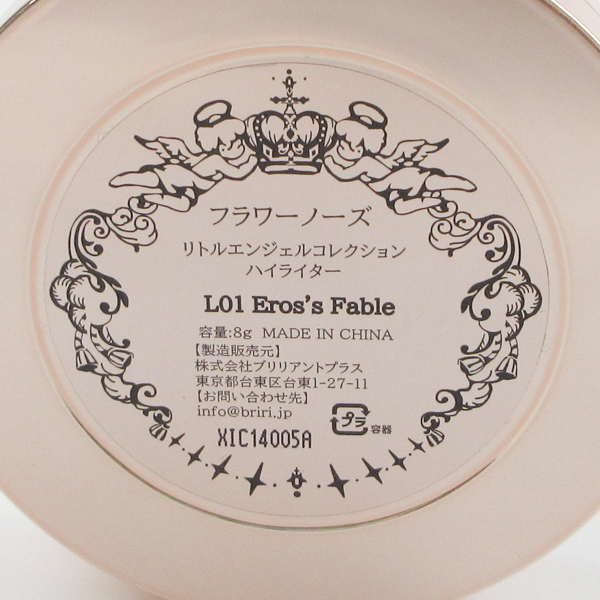 フラワーノーズ
リトルエンジェルコレクション
ハイライター
L01 Eros's Fable
容量:8g MADE IN CHINA
【製造販売元】
株式会社ブリリアントプラス
東京都台東区台東1-27-11
【お問い合わせ先】
info@briri.jp
プラ 容器
XIC14005A